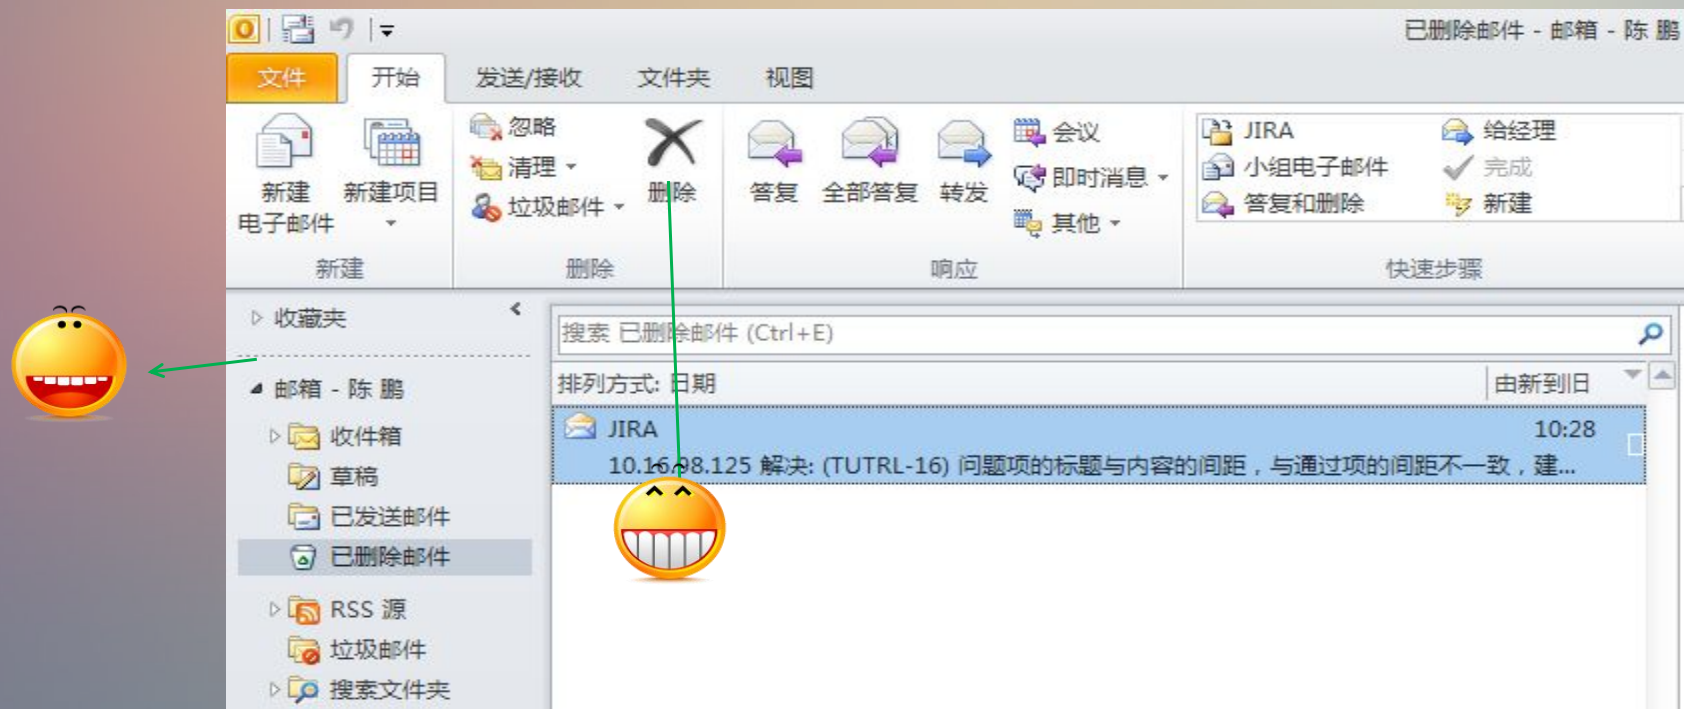 已删除邮件 - 邮箱 - 陈 鹏
文件 开始 发送/接收 文件夹 视图
新建
电子邮件
新建项目
新建
忽略
清理
垃圾邮件
删除
删除
答复
全部答复
转发
会议
即时消息
其他
响应
JIRA
小组电子邮件
答复和删除
给经理
完成
新建
快速步骤
收藏夹
邮箱 - 陈 鹏
收件箱
草稿
已发送邮件
已删除邮件
RSS 源
垃圾邮件
搜索文件夹
搜索 已删除邮件 (Ctrl+E)
排列方式: 日期 由新到旧
JIRA 10:28
10.16.98.125 解决: (TUTRL-16) 问题项的标题与内容的间距，与通过项的间距不一致，建...